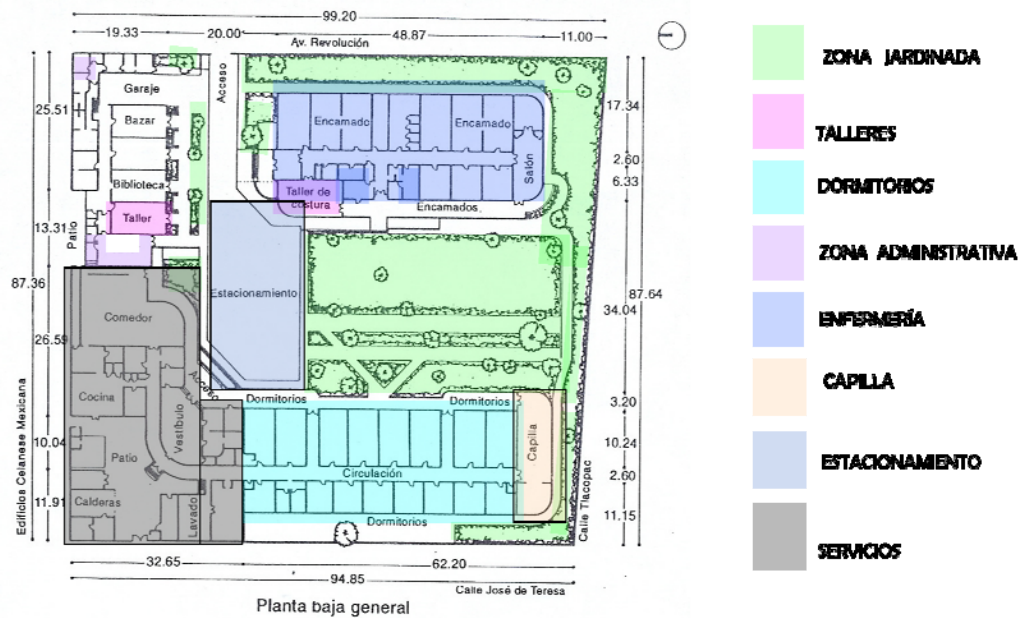 99.20
19.33
20.00
48.87
11.00
Av. Revolución
Garaje
Acceso
25.51
Bazar
Encamado
Encamado
17.34
Biblioteca
Salón
2.60
6.33
Taller de
costura
Encamados
Taller
13.31
Patio
87.36
Estacionamiento
87.64
Comedor
34.04
26.59
Acceso
Cocina
Dormitorios
Dormitorios
3.20
Vestíbulo
Capilla
10.04
10.24
Patio
Circulación
2.60
Calderas
11.91
Lavado
Dormitorios
11.15
Edificios Celanese Mexicana
Calle Tlacopac
32.65
62.20
94.85
Calle José de Teresa
Planta baja general
ZONA JARDINADA
TALLERES
DORMITORIOS
ZONA ADMINISTRATIVA
ENFERMERÍA
CAPILLA
ESTACIONAMIENTO
SERVICIOS